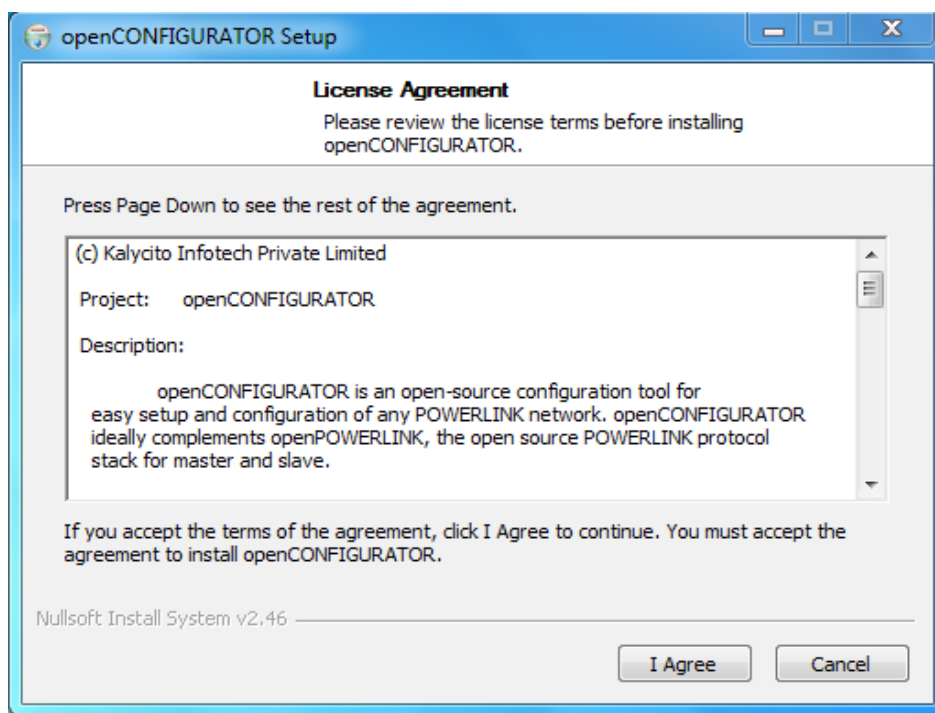 openCONFIGURATOR Setup
License Agreement
Please review the license terms before installing
openCONFIGURATOR.
Press Page Down to see the rest of the agreement.
(c) Kalycito Infotech Private Limited
Project: openCONFIGURATOR
Description:
openCONFIGURATOR is an open-source configuration tool for
easy setup and configuration of any POWERLINK network. openCONFIGURATOR
ideally complements openPOWERLINK, the open source POWERLINK protocol
stack for master and slave.
If you accept the terms of the agreement, click I Agree to continue. You must accept the
agreement to install openCONFIGURATOR.
Nullsoft Install System v2.46
I Agree Cancel